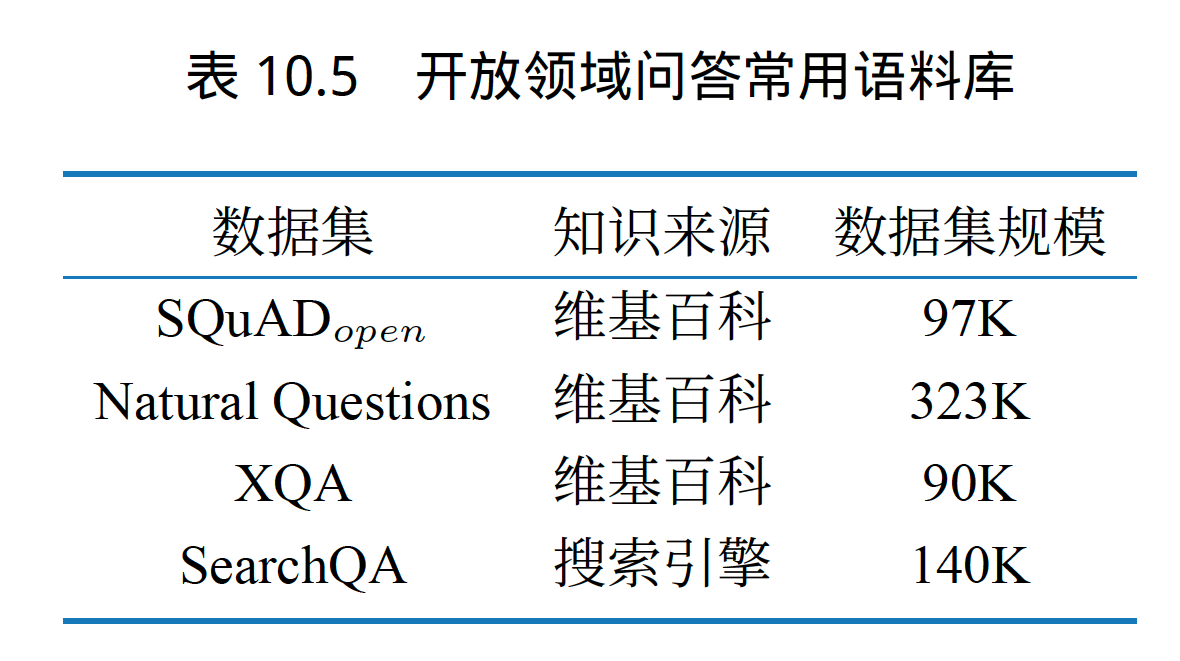 表 10.5 开放领域问答常用语料库
数据集 知识来源 数据集规模
SQuADopen 维基百科 97K
Natural Questions 维基百科 323K
XQA 维基百科 90K
SearchQA 搜索引擎 140K